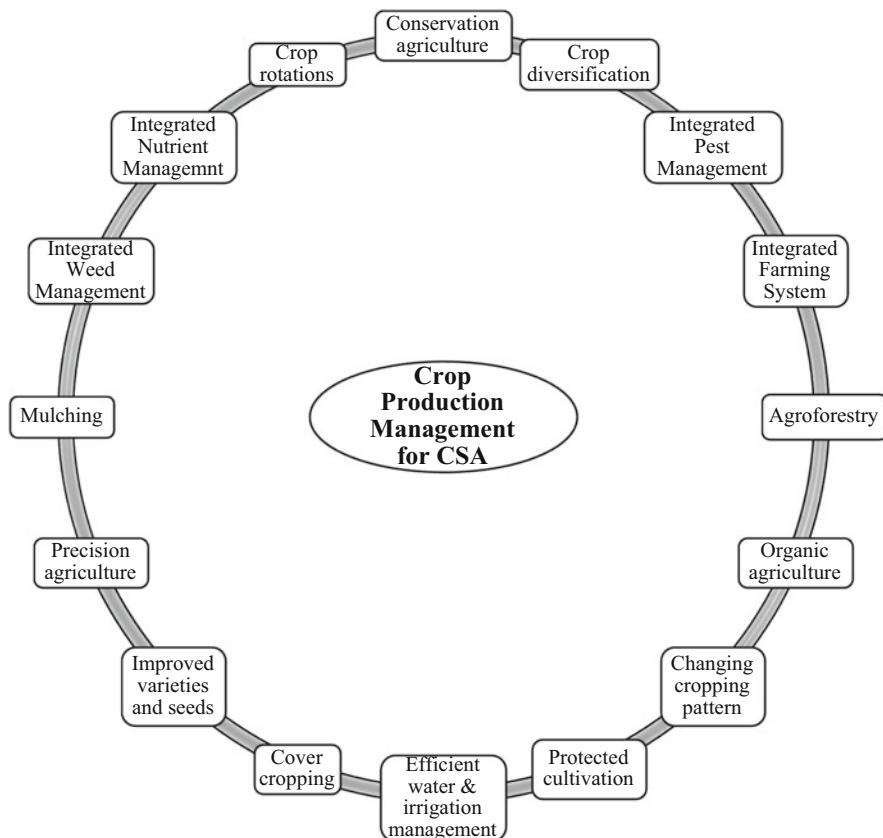 Conservation
agriculture
Crop
diversification
Integrated
Pest
Management
Integrated
Farming
System
Agroforestry
Organic
agriculture
Changing
cropping
pattern
Protected
cultivation
Efficient
water &
irrigation
management
Cover
cropping
Improved
varieties
and seeds
Precision
agriculture
Mulching
Integrated
Weed
Management
Integrated
Nutrient
Managemnt
Crop
rotations
Crop
Production
Management
for CSA